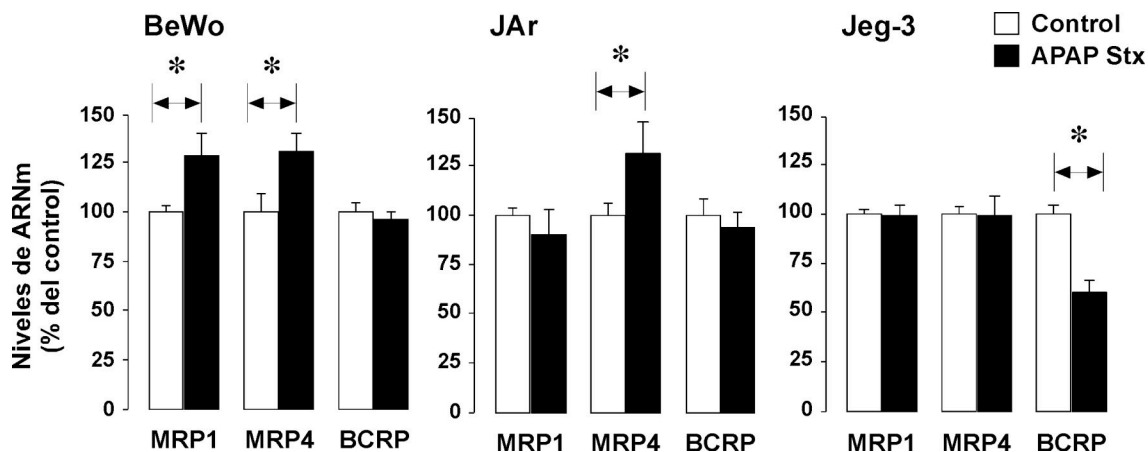 BeWo
JAr
Jeg-3
Control
APAP Stx
Niveles de ARNm
(% del control)
*
*
150
125
100
75
50
25
0
MRP1 MRP4 BCRP
*
150
125
100
75
50
25
0
MRP1 MRP4 BCRP
*
150
125
100
75
50
25
0
MRP1 MRP4 BCRP